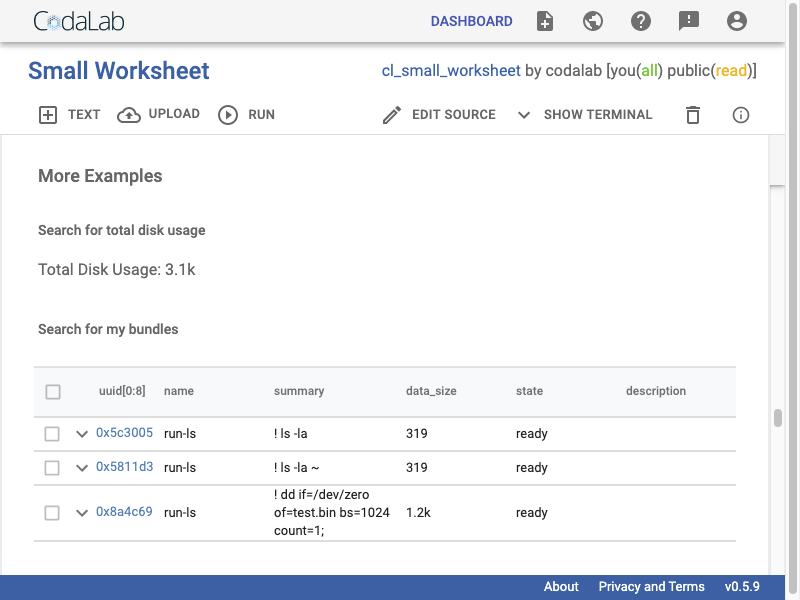 CodaLab DASHBOARD
Small Worksheet cl_small_worksheet by codalab [you(all) public(read)]
TEXT UPLOAD RUN EDIT SOURCE SHOW TERMINAL
More Examples
Search for total disk usage
Total Disk Usage: 3.1k
Search for my bundles
uuid[0:8] name summary data_size state description
0x5c3005 run-ls ! ls -la 319 ready
0x5811d3 run-ls ! ls -la ~ 319 ready
! dd if=/dev/zero
0x8a4c69 run-ls of=test.bin bs=1024 1.2k ready
count=1;
About Privacy and Terms v0.5.9